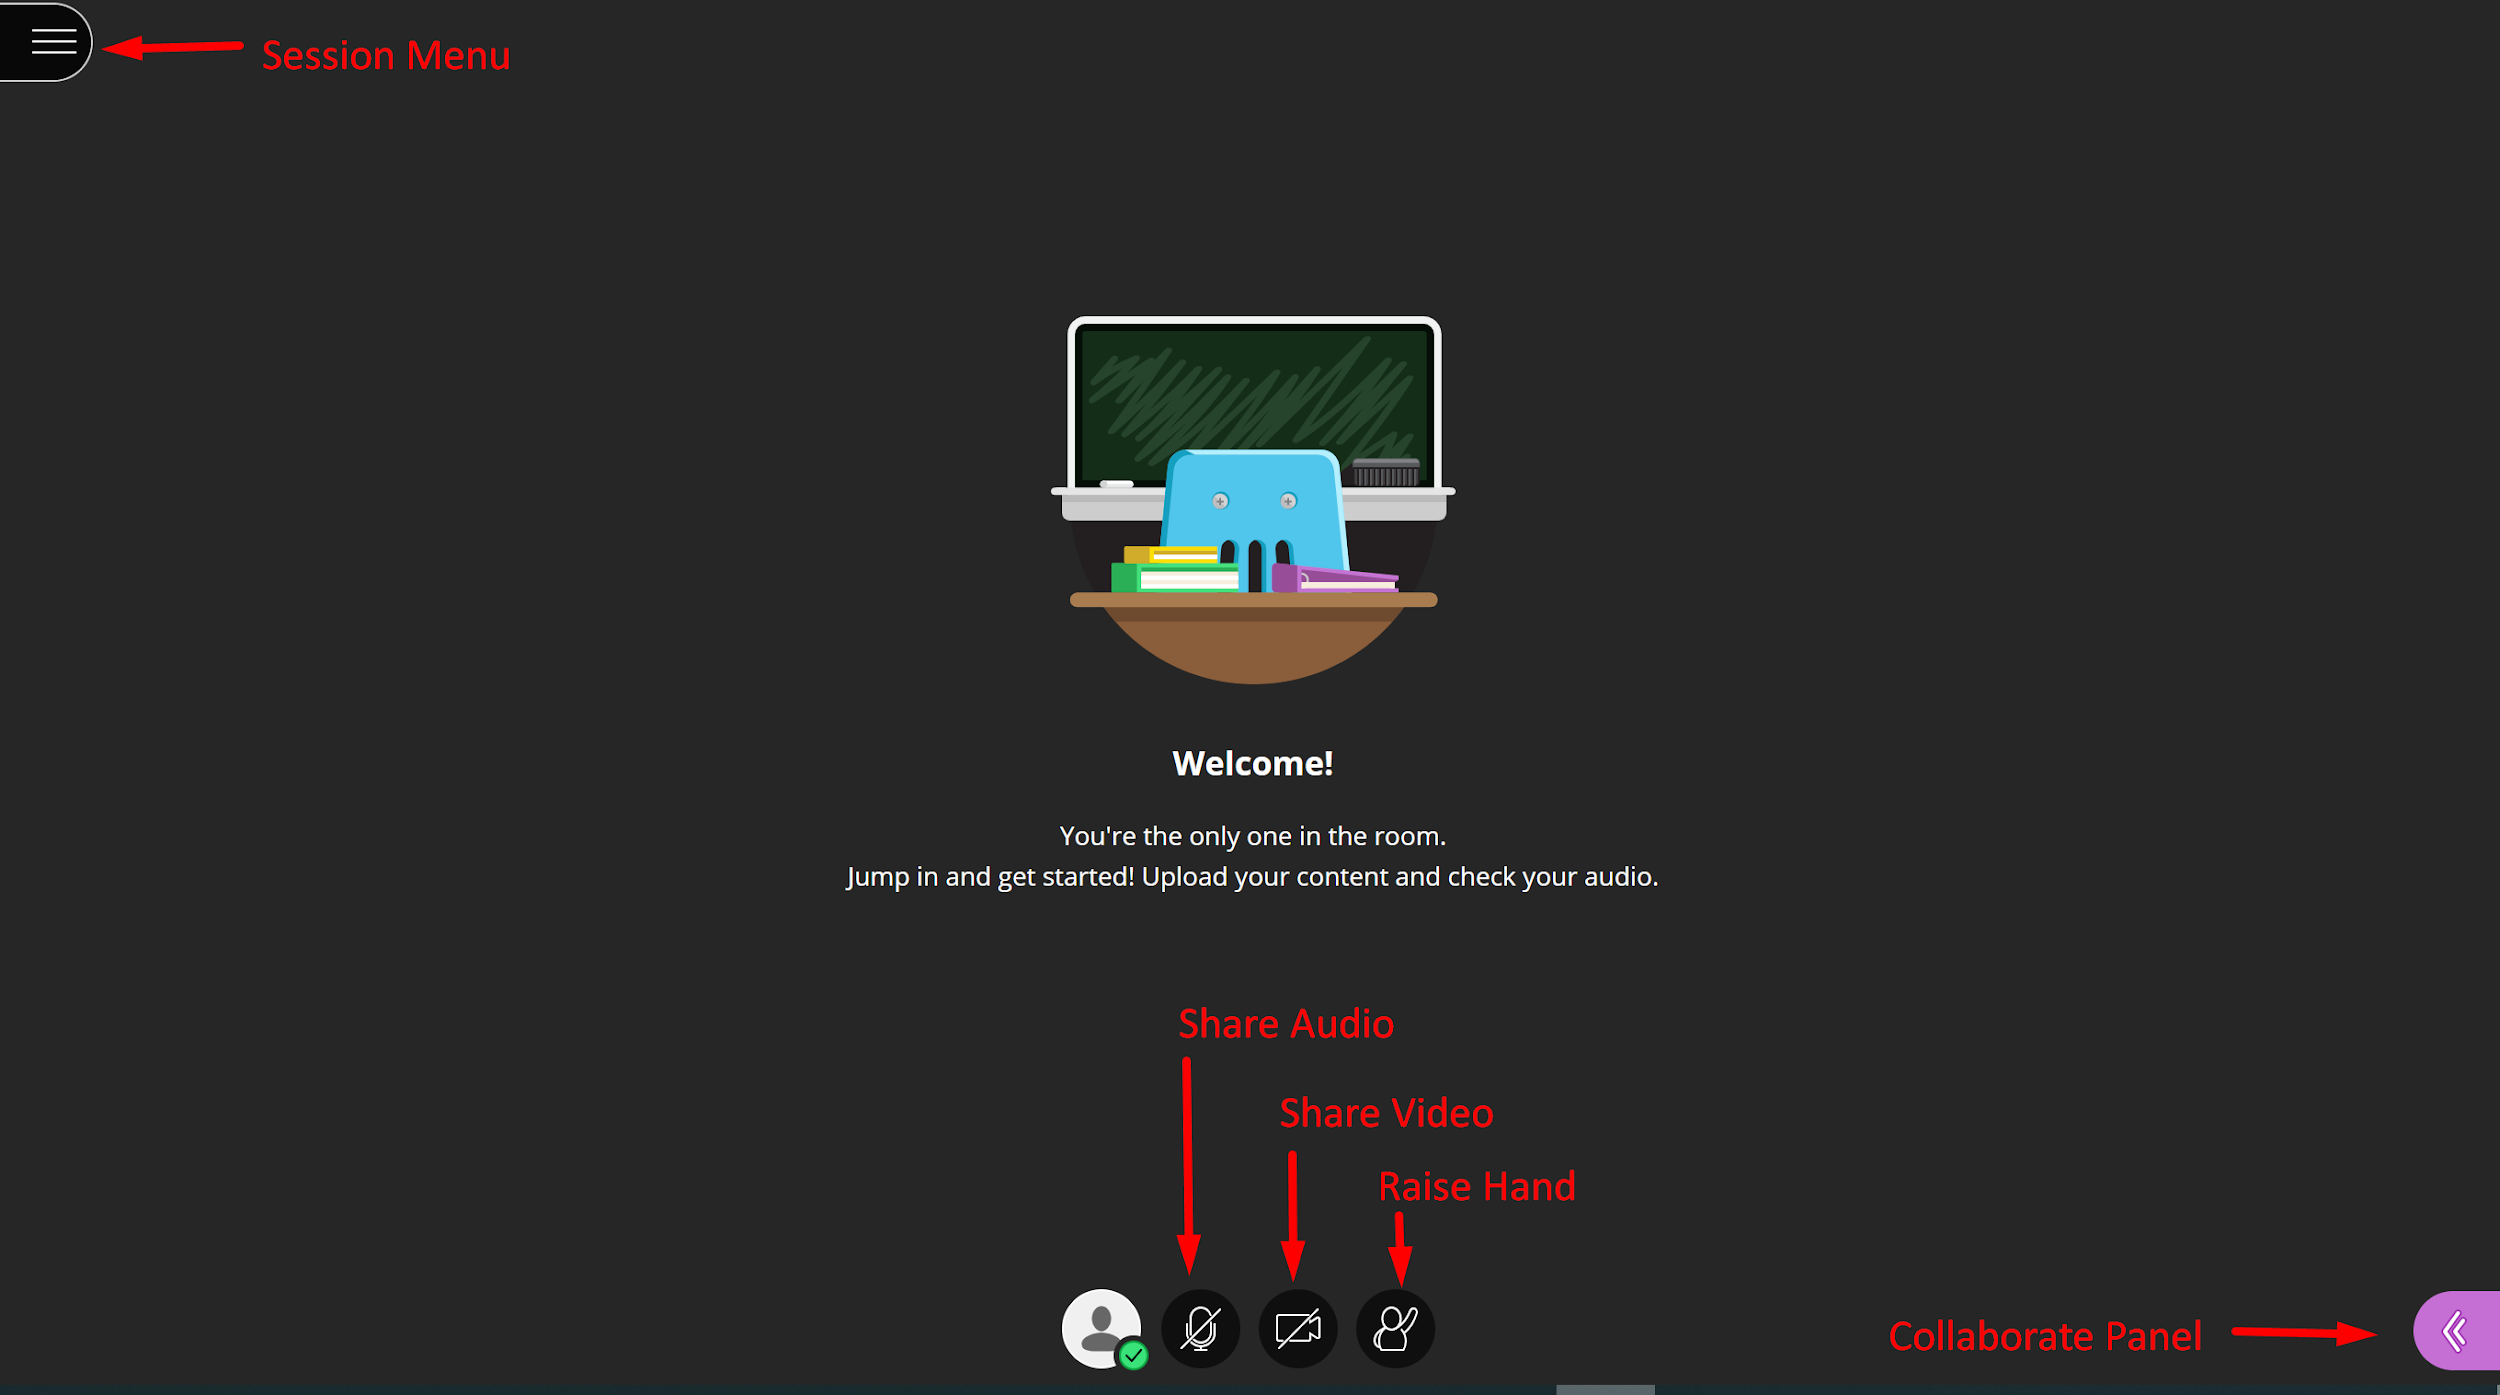 Session Menu
Welcome!
You're the only one in the room.
Jump in and get started! Upload your content and check your audio.
Share Audio
Share Video
Raise Hand
Collaborate Panel